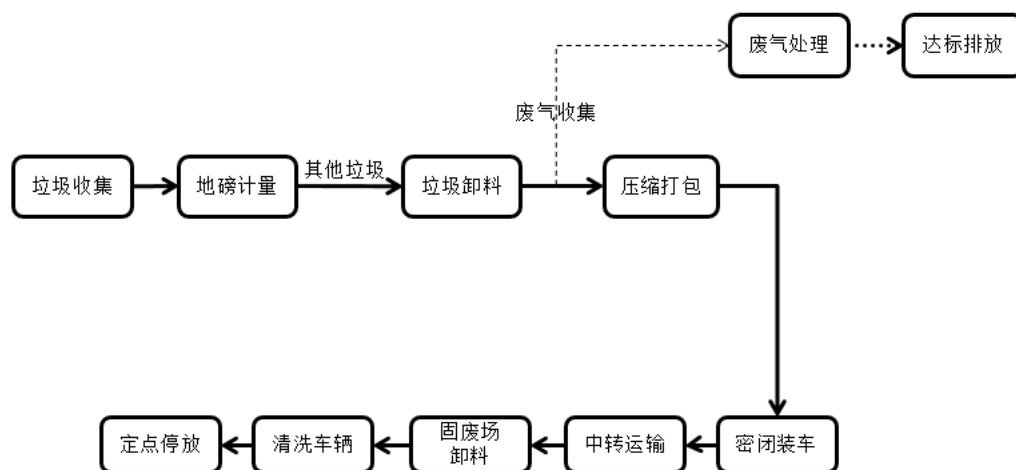 废气处理
达标排放
废气收集
垃圾收集
地磅计量
其他垃圾
垃圾卸料
压缩打包
定点停放
清洗车辆
固废场
卸料
中转运输
密闭装车